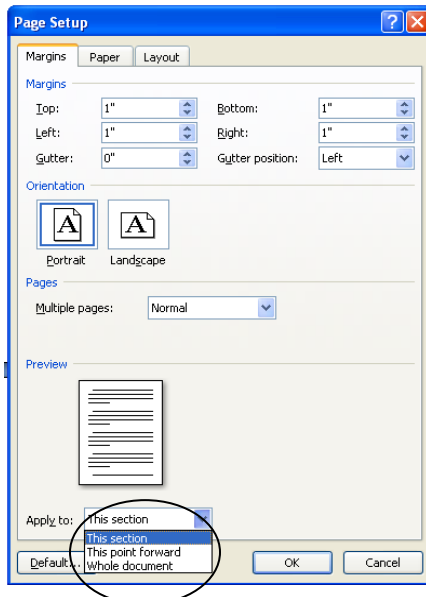 Page Setup
Margins Paper Layout
Margins
Top: 1" Bottom: 1"
Left: 1" Right: 1"
Gutter: 0" Gutter position: Left
Orientation
A A
Portrait Landscape
Pages
Multiple pages: Normal
Preview
Apply to: This section
This section
This point forward
Whole document
Default... OK Cancel